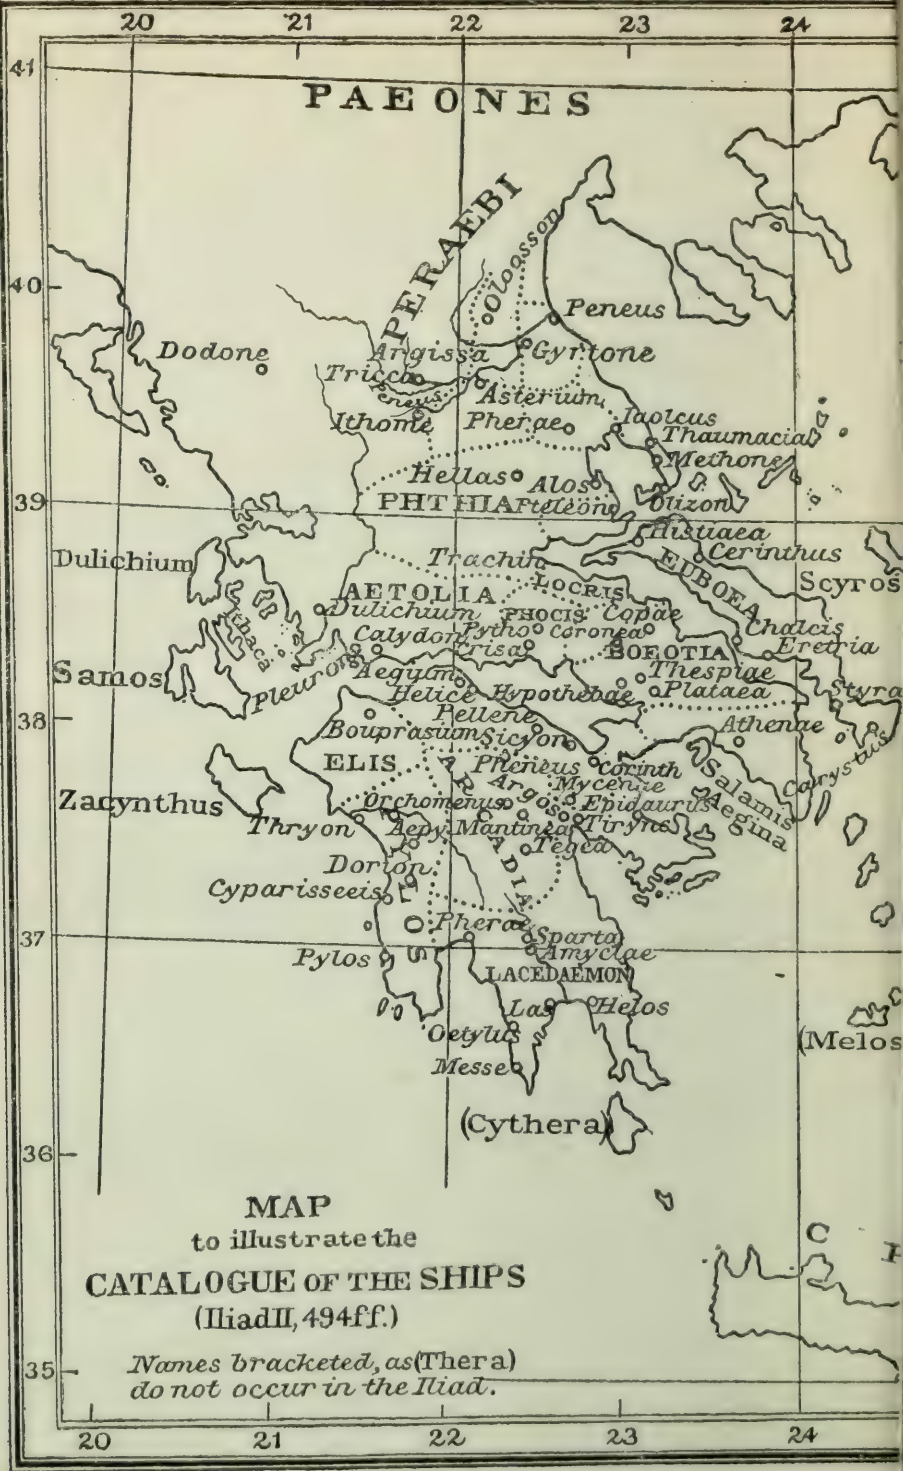 20 21 22 23 24
41
PAEONES
PERAEBI
Oloosson
40
Peneus
Dodone
Argissa
Gyrtone
Tricca
Peneus
Asterium
Ithome
Pherae
Iaolcus
Thaumacia
Methone
Hellas
Alos
39
PHTHIA
Pteleon
Olizon
Histiaea
Dulichium
Trachin
Cerinthus
EUBOEA
Scyros
LOCRIS
AETOLIA
Dulichium
PHOCIS
Copae
Ithaca
Calydon
Pytho
Coronea
Chalcis
Crisa
BOEOTIA
Eretria
Samos
Pleuron
Aegium
Thespiae
Helice
Hypothebae
Plataea
Styra
38
Pellene
Bouprasium
Sicyon
Athenae
Carystus
ELIS
ARCADIA
Pheneus
Corinth
Salamis
Mycenae
Argos
Zacynthus
Orchomenus
Epidaurus
Aegina
Thryon
Aepy
Mantinea
Tiryns
Tegea
Dorion
Cyparisseeis
PYLOS
37
Pherae
Sparta
Amyclae
Pylos
LACEDAEMON
Las
Helos
Oetylus
(Melos
Messe
(Cythera)
36
MAP
to illustrate the
CATALOGUE OF THE SHIPS
(Iliad II, 494ff.)
Names bracketed, as (Thera)
do not occur in the Iliad.
C
35
20 21 22 23 24